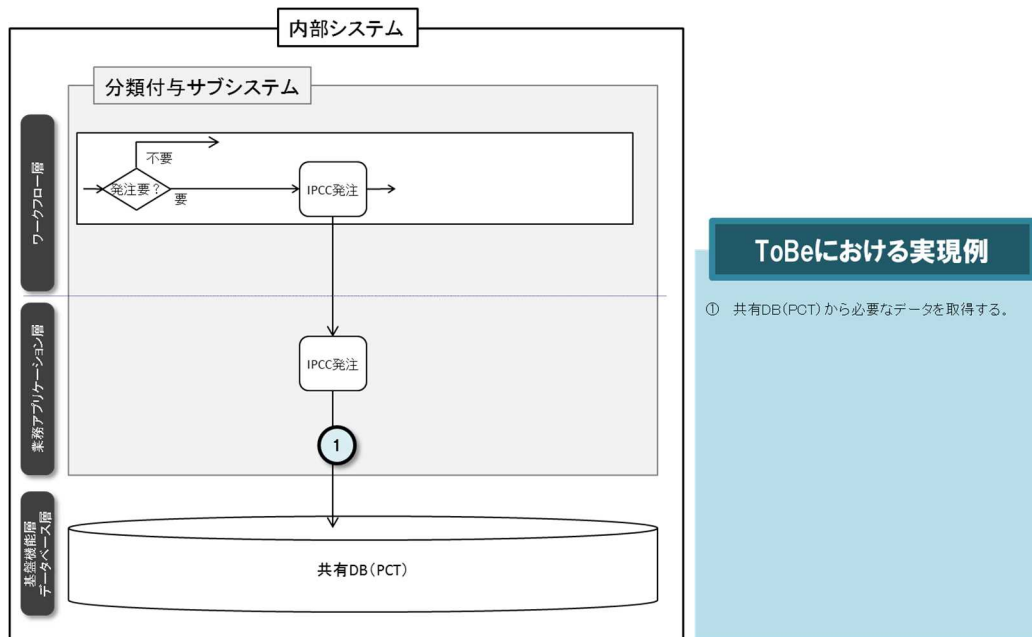 内部システム
分類付与サブシステム
ワークフロー層
不要
発注要？
要
IPCC発注
業務アプリケーション層
IPCC発注
1
基盤機能層
データベース層
共有DB（PCT）
ToBeにおける実現例
① 共有DB（PCT）から必要なデータを取得する。